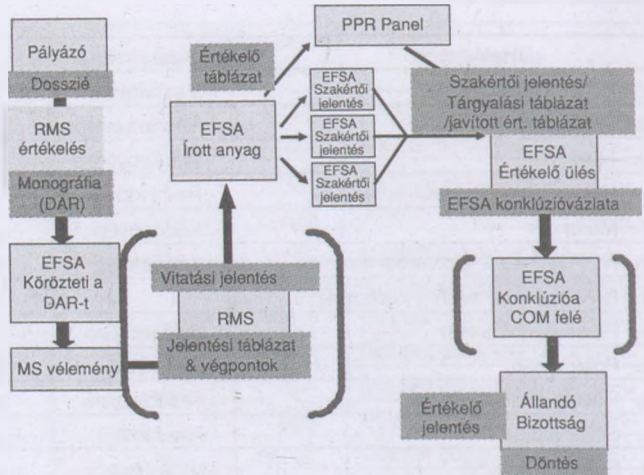 Pályázó
Dosszié
RMS
értékelés
Monográfia
(DAR)
EFSA
Körözteti a
DAR-t
MS vélemény
Vitatási jelentés
RMS
Jelentési táblázat
& végpontok
EFSA
Írott anyag
Értékelő
táblázat
PPR Panel
EFSA
Szakértői
jelentés
EFSA
Szakértői
jelentés
EFSA
Szakértői
jelentés
Szakértői jelentés/
Tárgyalási táblázat
/javított ért. táblázat
EFSA
Értékelő ülés
EFSA konklúzióvázlata
EFSA
Konklúzióa
COM felé
Értékelő
jelentés
Állandó
Bizottság
Döntés